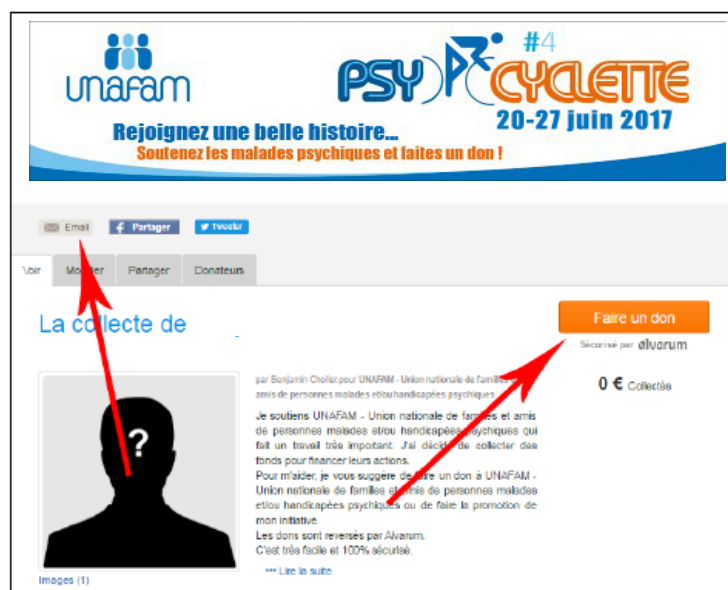 unafam
#4
PSY CYCLETTE
20-27 juin 2017
Rejoignez une belle histoire...
Soutenez les malades psychiques et faites un don !
Email
Partager
Tweeter
Voir
Partager
Donateurs
La collecte de
Faire un don
Sécurisé par alvarum
0 € Collectés
?
par Benjamin Chollet pour UNAFAM - Union nationale de familles
amis de personnes malades et/ou handicapées psychiques
Je soutiens UNAFAM - Union nationale de familles et amis
de personnes malades et/ou handicapées psychiques qui
fait un travail très important. J'ai décidé de collecter des
fonds pour financer leurs actions.
Pour m'aider, je vous suggère de faire un don à UNAFAM -
Union nationale de familles et amis de personnes malades
et/ou handicapées psychiques ou de faire la promotion de
mon initiative.
Les dons sont reversés par Alvarum.
C'est très facile et 100% sécurisé.
••• Lire la suite
Images (1)